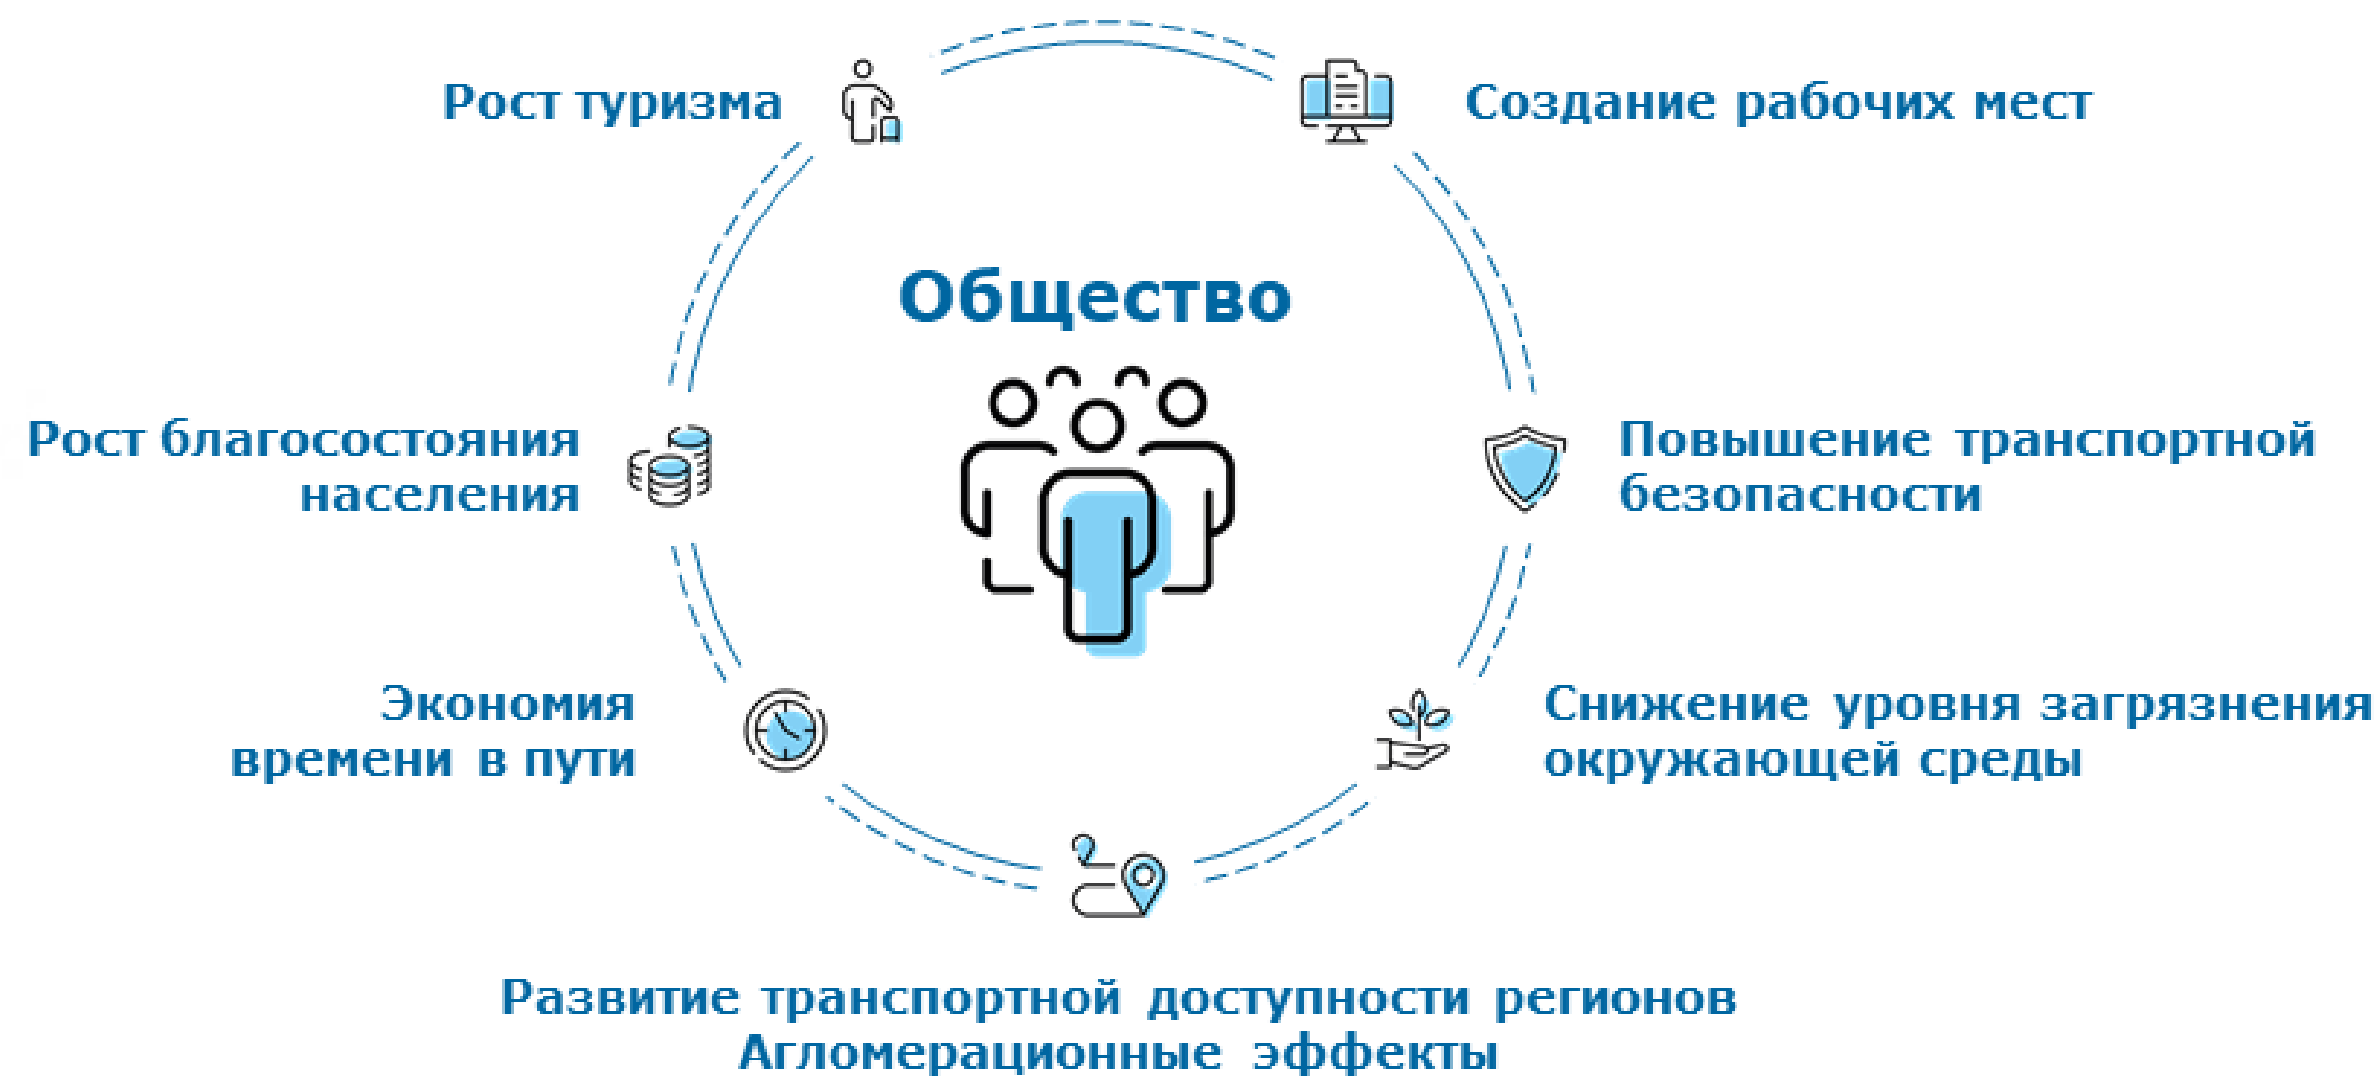 Рост туризма
Создание рабочих мест
Общество
Рост благосостояния
населения
Повышение транспортной
безопасности
Экономия
времени в пути
Снижение уровня загрязнения
окружающей среды
Развитие транспортной доступности регионов
Агломерационные эффекты